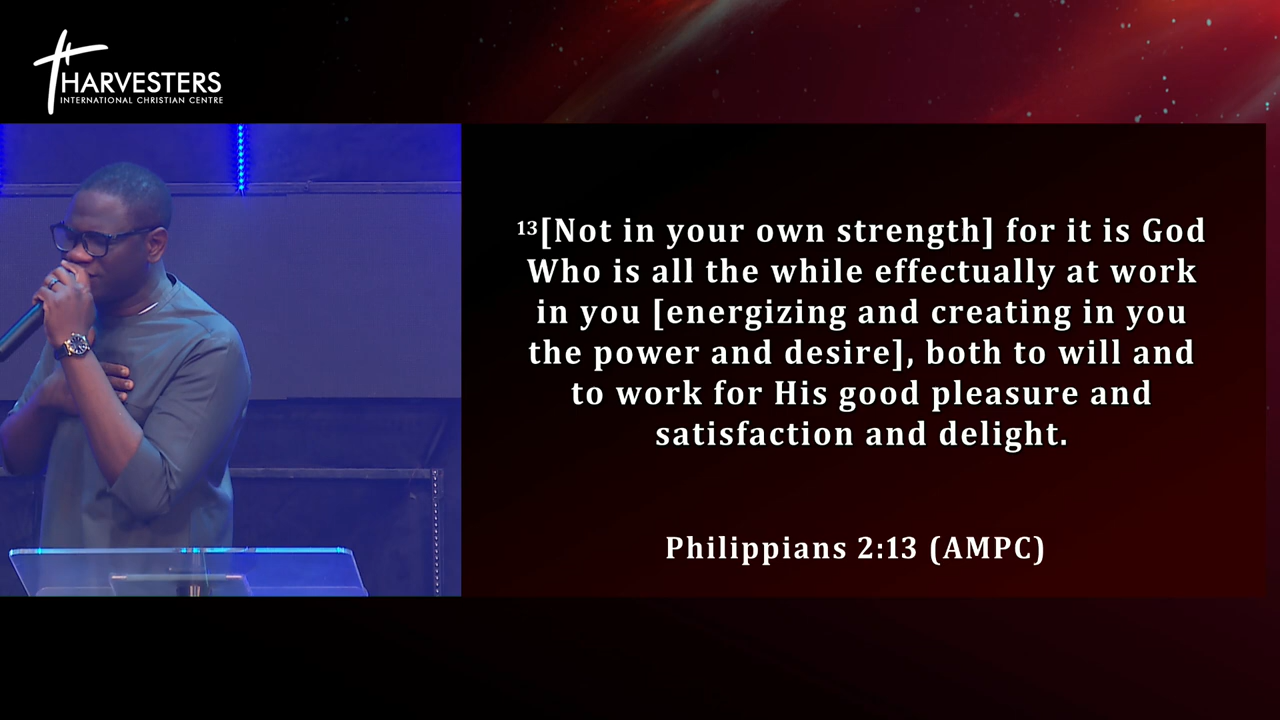 HARVESTERS
INTERNATIONAL CHRISTIAN CENTRE
¹³[Not in your own strength] for it is God
Who is all the while effectually at work
in you [energizing and creating in you
the power and desire], both to will and
to work for His good pleasure and
satisfaction and delight.
Philippians 2:13 (AMPC)